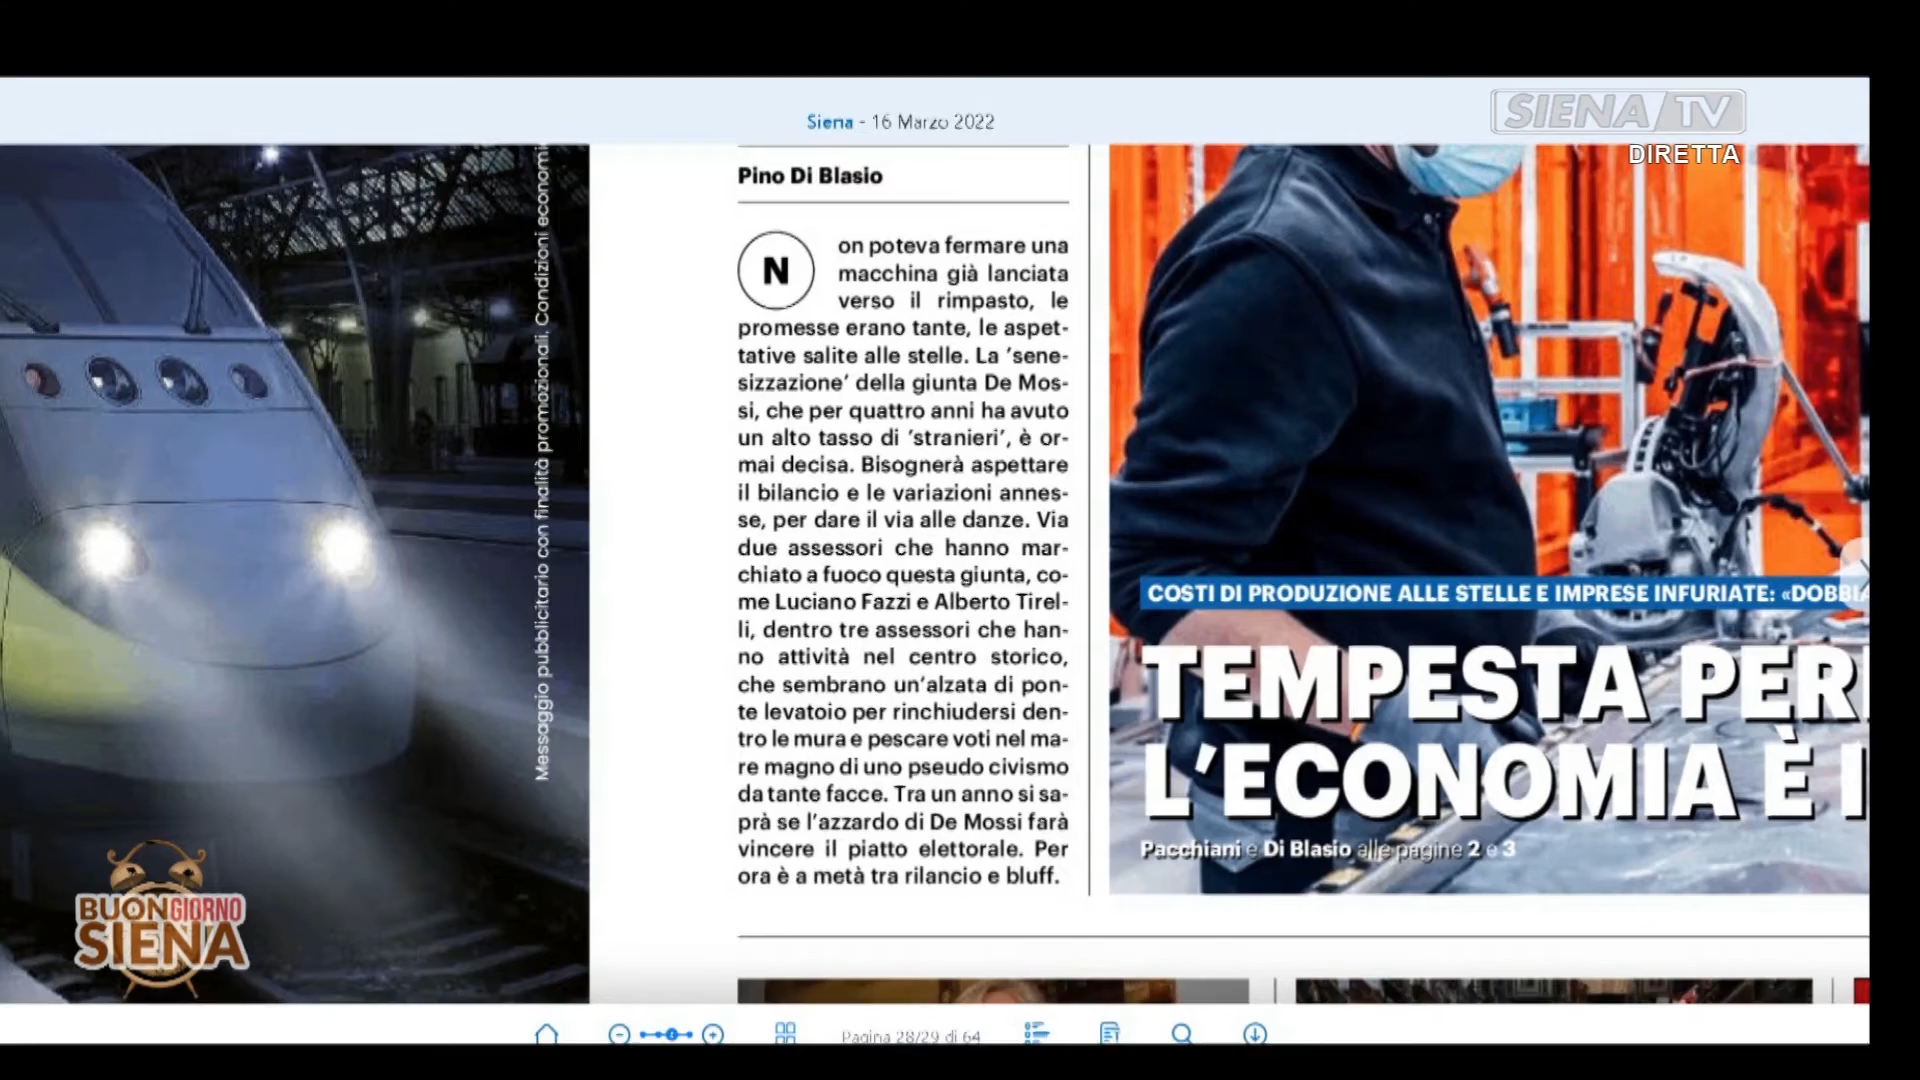 SIENA TV
DIRETTA
Siena - 16 Marzo 2022
Messaggio pubblicitario con finalità promozionali. Condizioni
Pino Di Blasio
Non poteva fermare una
macchina già lanciata
verso il rimpasto, le
promesse erano tante, le aspet-
tative salite alle stelle. La 'sene-
sizzazione' della giunta De Mos-
si, che per quattro anni ha avuto
un alto tasso di 'stranieri', è or-
mai decisa. Bisognerà aspettare
il bilancio e le variazioni annes-
se, per dare il via alle danze. Via
due assessori che hanno mar-
chiato a fuoco questa giunta, co-
me Luciano Fazzi e Alberto Tirel-
li, dentro tre assessori che han-
no attività nel centro storico,
che sembrano un'alzata di pon-
te levatoio per rinchiudersi den-
tro le mura e pescare voti nel ma-
re magno di uno pseudo civismo
da tante facce. Tra un anno si sa-
prà se l'azzardo di De Mossi farà
vincere il piatto elettorale. Per
ora è a metà tra rilancio e bluff.
COSTI DI PRODUZIONE ALLE STELLE E IMPRESE INFURIATE: «DOBBIA
TEMPESTA PER
L'ECONOMIA È I
Pacchiani e Di Blasio alle pagine 2 e 3
BUONGIORNO
SIENA
Pagina 28/29 di 64